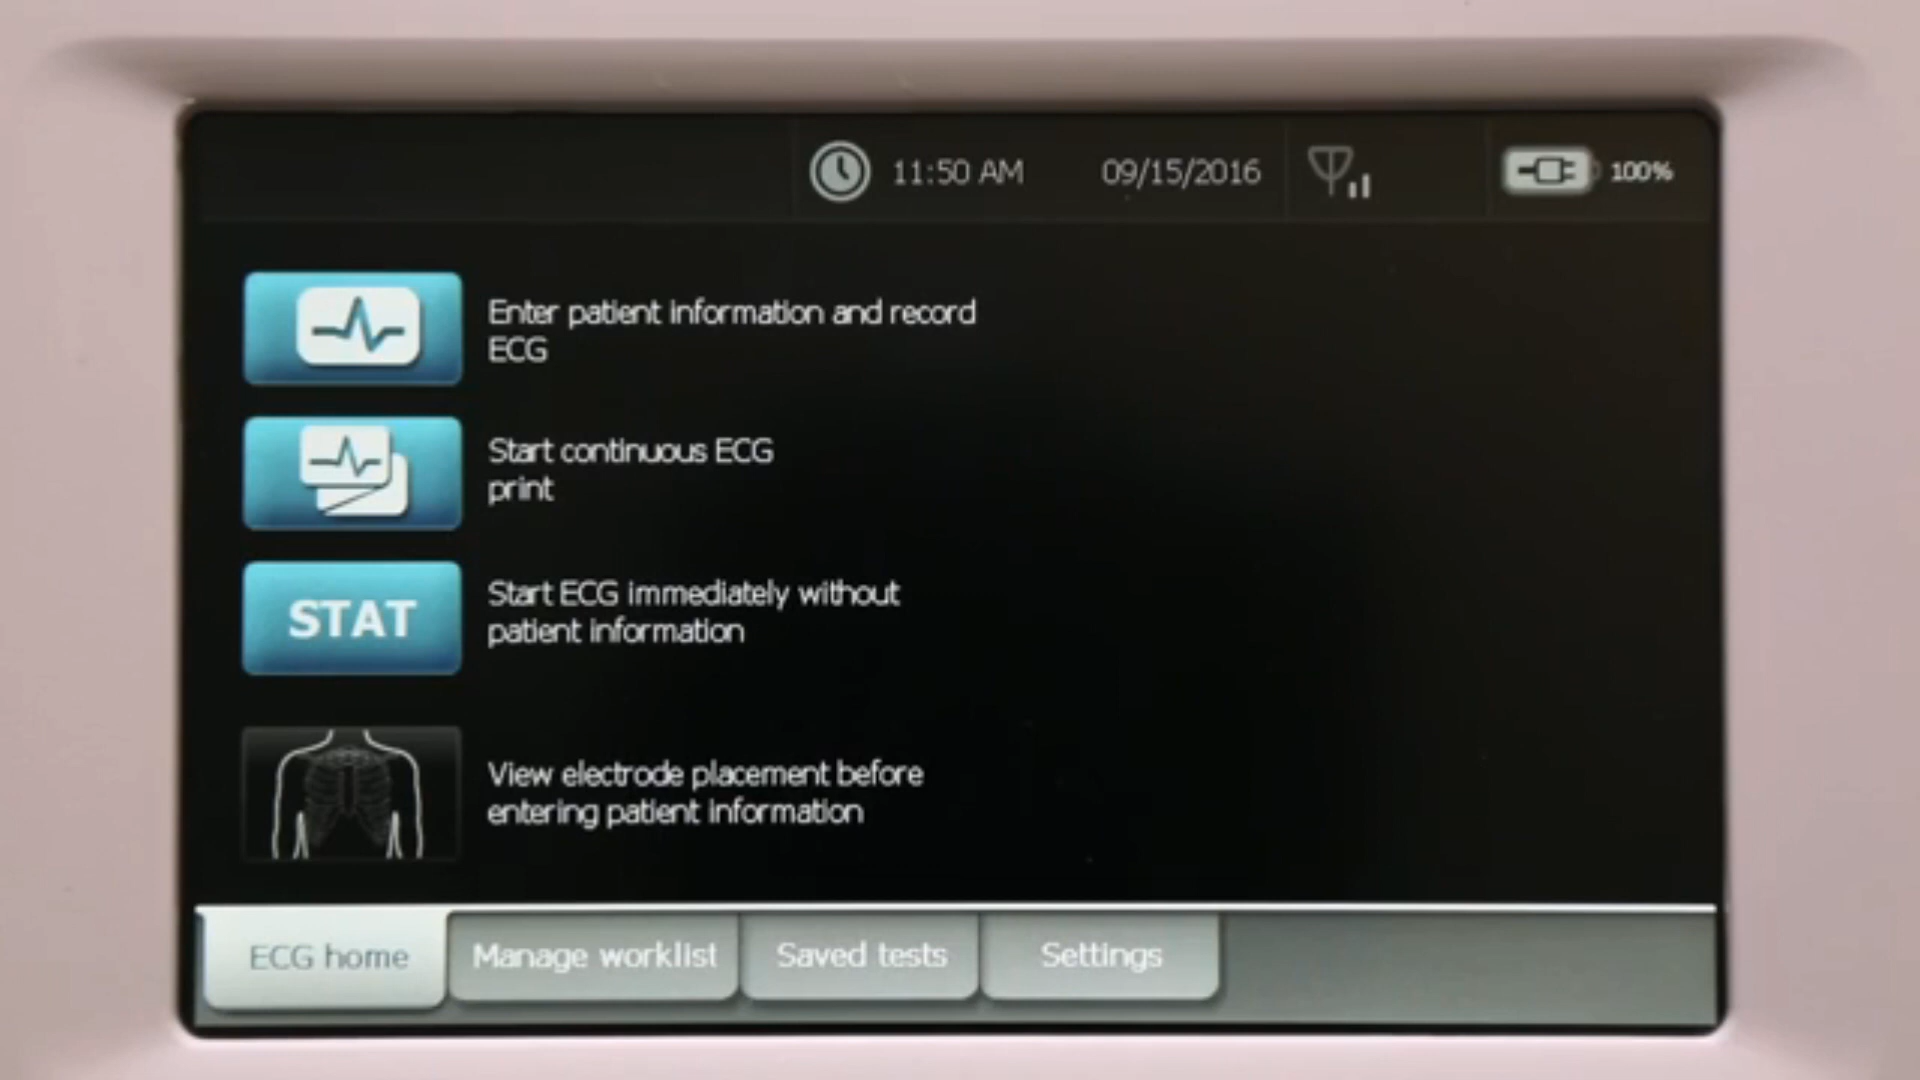 11:50 AM 09/15/2016 100%
Enter patient information and record
ECG
Start continuous ECG
print
STAT
Start ECG immediately without
patient information
View electrode placement before
entering patient information
ECG home Manage worklist Saved tests Settings